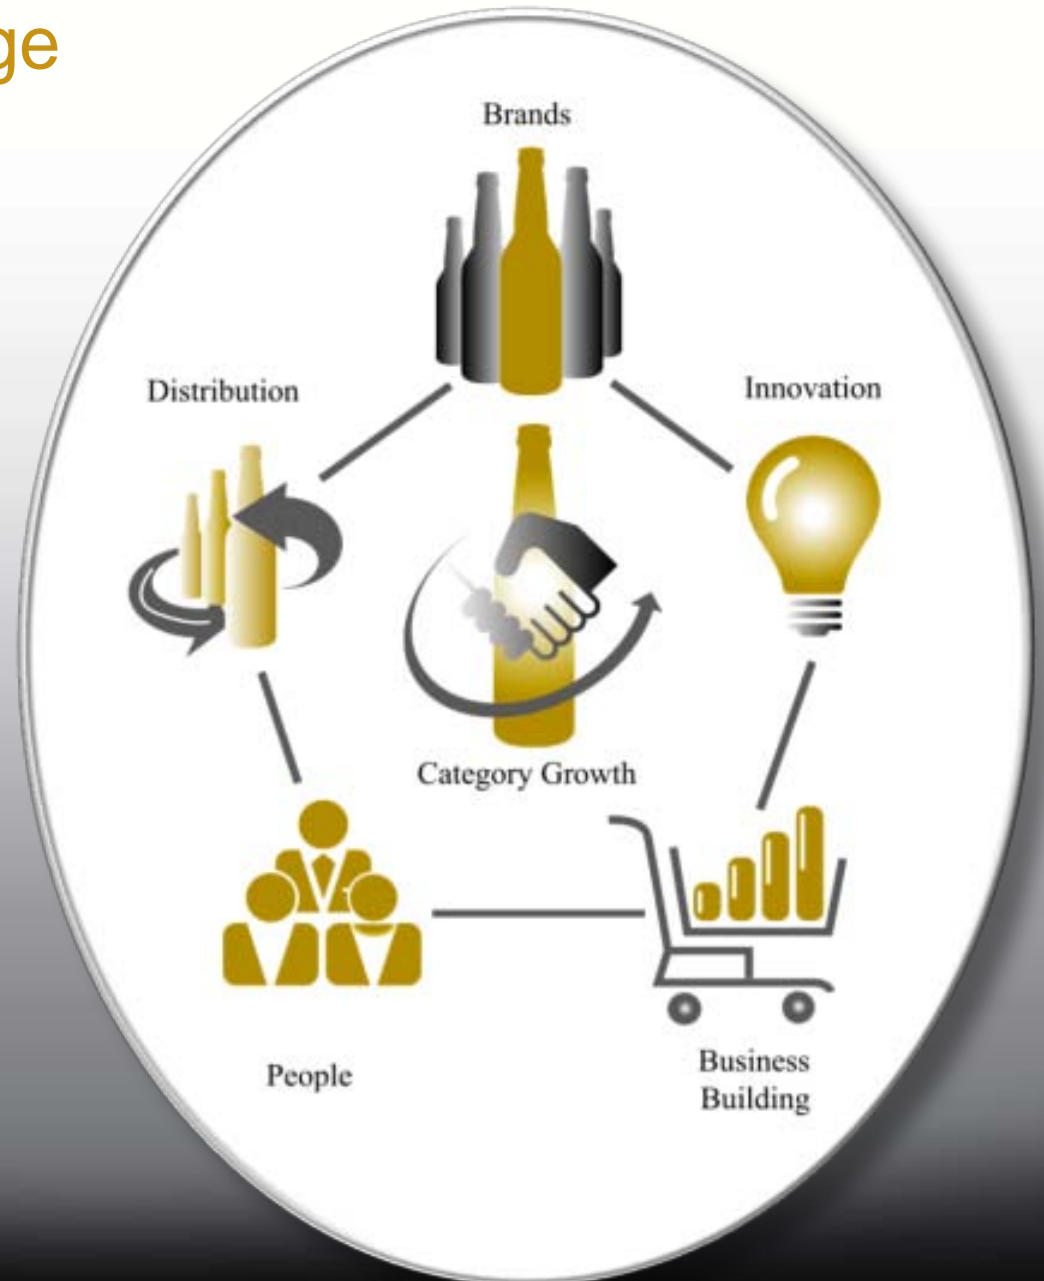 ge
Brands
Distribution
Innovation
Category Growth
People
Business
Building